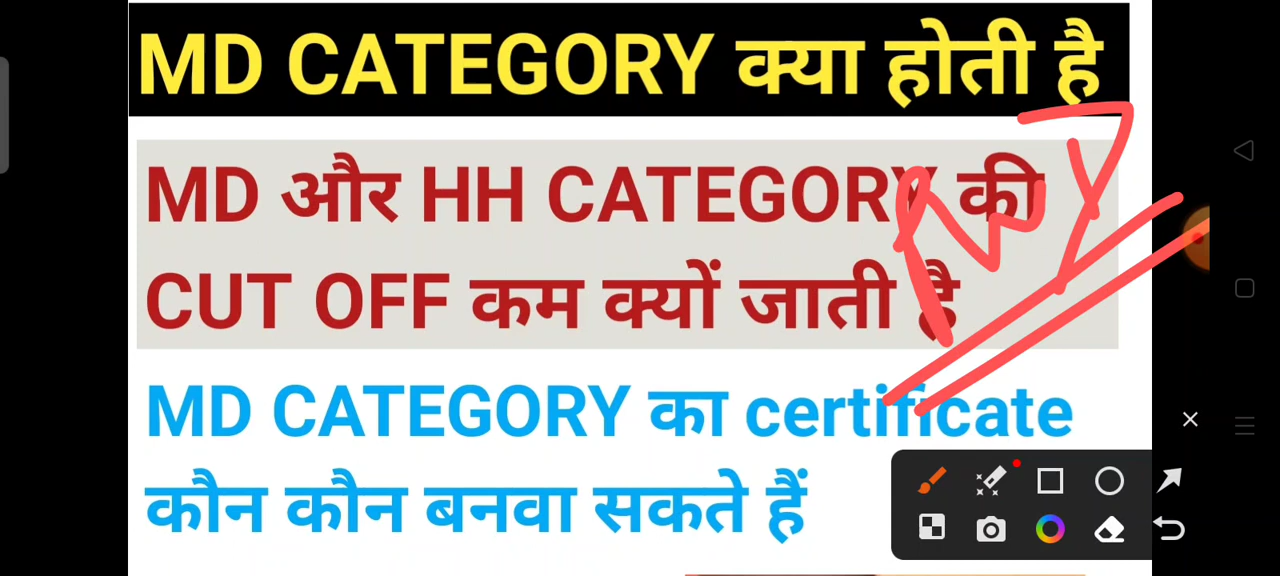 MD CATEGORY क्या होती है
MD और HH CATEGORY की
CUT OFF कम क्यों जाती है
MD CATEGORY का certificate
कौन कौन बनवा सकते हैं